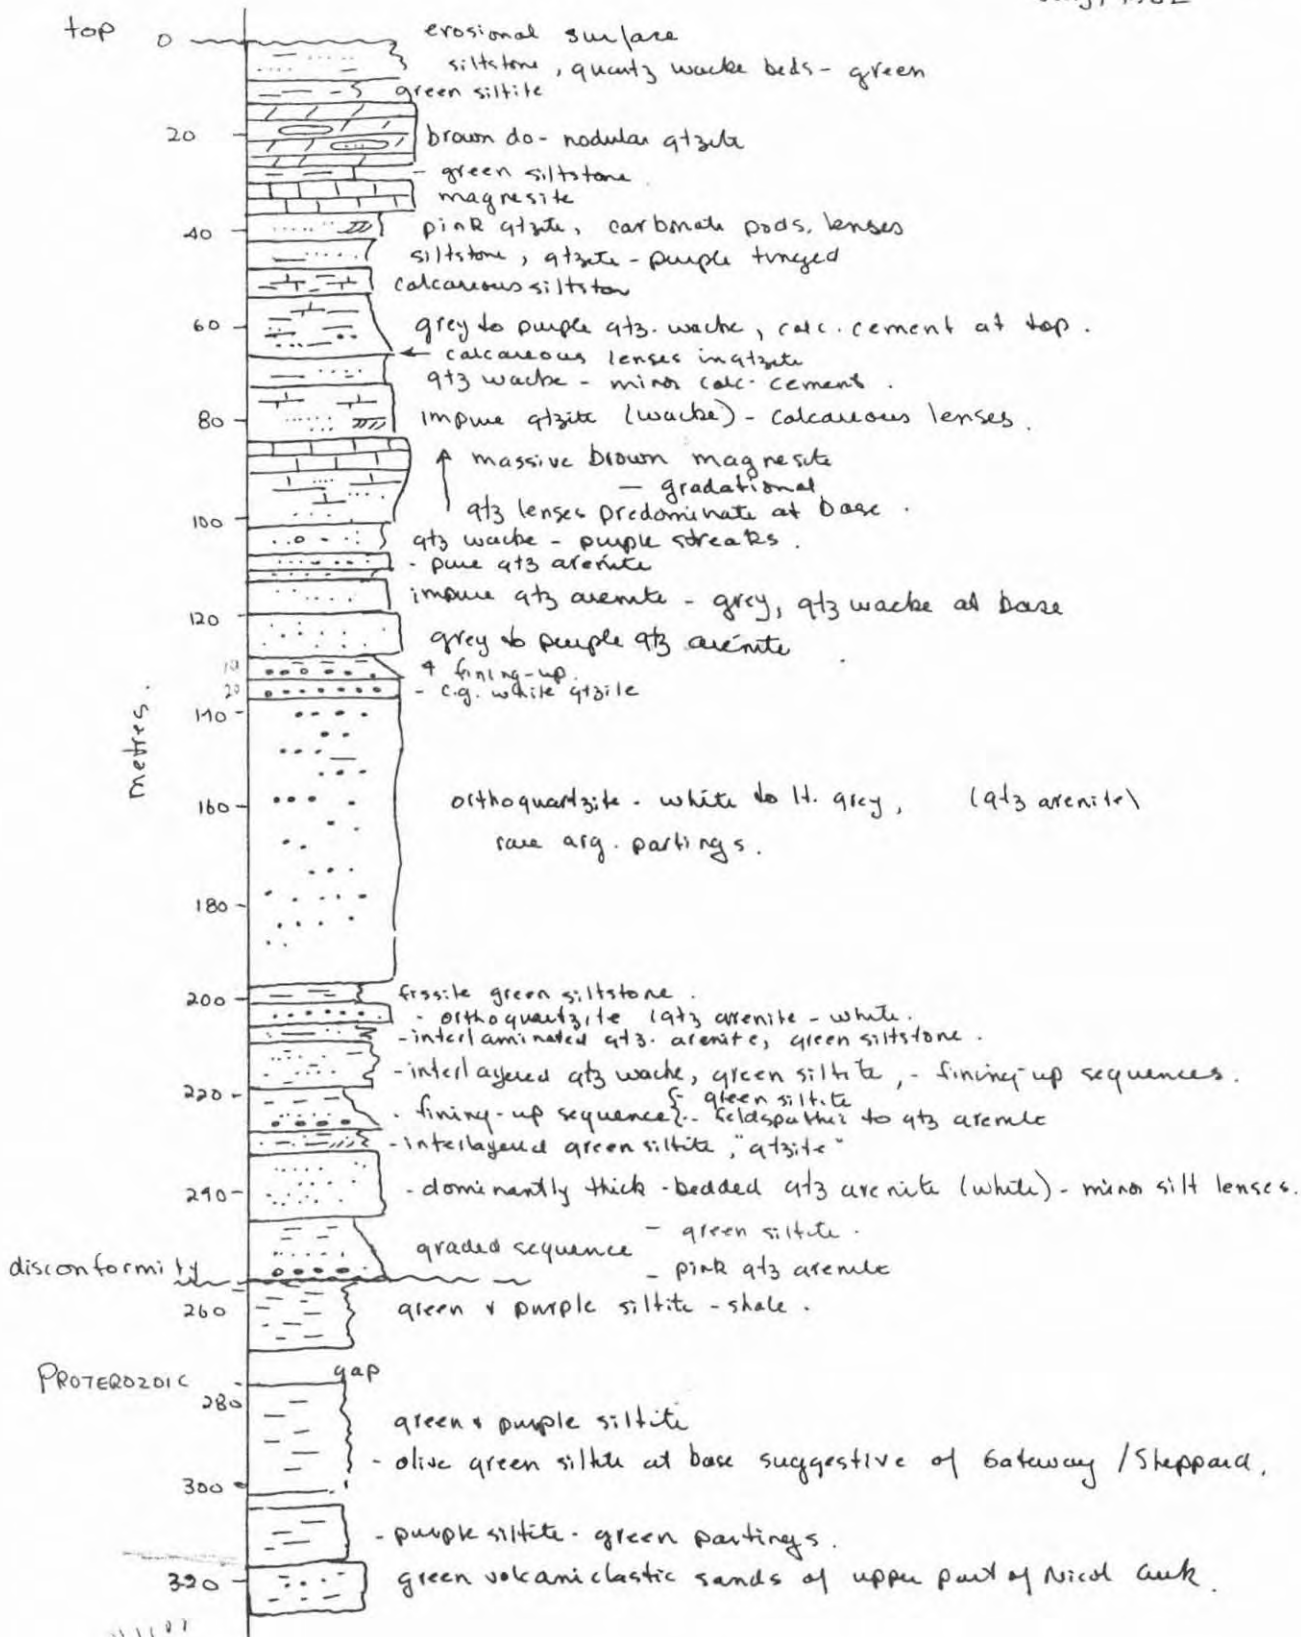 1982
top
0
erosional surface
siltstone, quartz wacke beds - green
green siltite
20
brown do - nodular qtzite
- green siltstone
magnesite
40
pink qtzite, carbonate pods, lenses
siltstone, qtzite - purple tinged
calcareous siltston
60
grey to purple qtz. wacke, calc. cement at top.
calcareous lenses in qtzite
qtz wacke - minor calc. cement.
80
impure qtzite (wacke) - calcareous lenses.
massive brown magnesite
- gradational
qtz lenses predominate at base.
100
qtz wacke - purple streaks.
- pure qtz arenite
impure qtz arenite - grey, qtz wacke at base
120
grey to purple qtz arenite
fining-up.
- c.g. white qtzite
140
metres.
160
orthoquartzite - white to lt. grey, (qtz arenite)
rare arg. partings.
180
200
fissile green siltstone.
- orthoquartzite (qtz arenite - white.
- interlaminated qtz. arenite, green siltstone.
- interlayered qtz wacke, green siltite, - fining-up sequences.
220
- green siltite
- fining-up sequence - feldspathic to qtz arenite
- interlayered green siltite, "qtzite"
240
- dominantly thick-bedded qtz arenite (white) - minor silt lenses.
- green siltite.
graded sequence
- pink qtz arenite
disconformity
260
green & purple siltite - shale.
gap
PROTEROZOIC
280
green & purple siltite
- olive green siltite at base suggestive of Gateway / Sheppard.
300
- purple siltite - green partings.
320
green volcaniclastic sands of upper part of Nicol Creek.